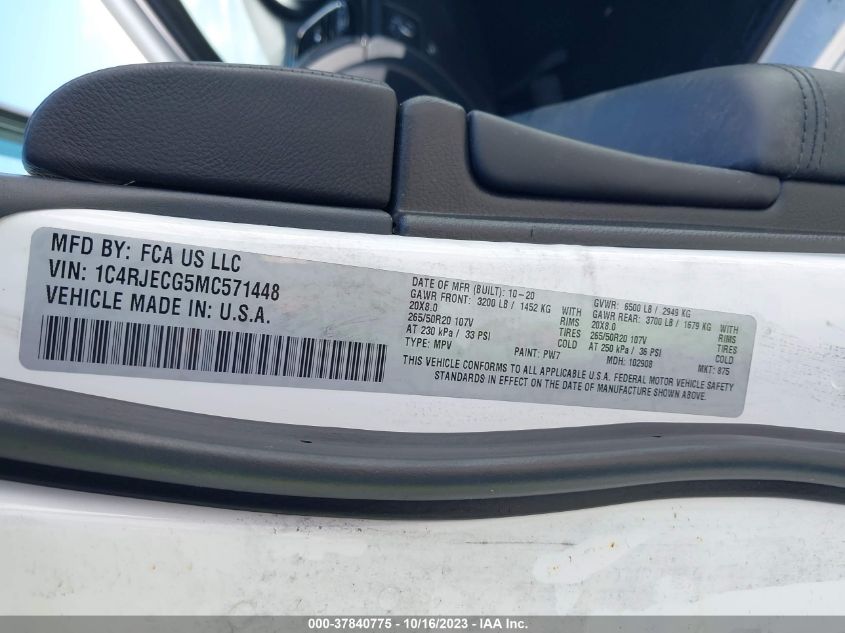 MFD BY: FCA US LLC
VIN: 1C4RJECG5MC571448
VEHICLE MADE IN: U.S.A.
DATE OF MFR (BUILT): 10-20
GAWR FRONT: 3200 LB / 1452 KG WITH
20X8.0 RIMS
265/50R20 107V TIRES
AT 230 kPa / 33 PSI COLD
TYPE: MPV PAINT: PW7
GVWR: 6500 LB / 2949 KG
GAWR REAR: 3700 LB / 1679 KG WITH
20X8.0 RIMS
265/50R20 107V TIRES
AT 250 kPa / 36 PSI COLD
MDH: 102908 MKT: 875
THIS VEHICLE CONFORMS TO ALL APPLICABLE U.S.A. FEDERAL MOTOR VEHICLE SAFETY
STANDARDS IN EFFECT ON THE DATE OF MANUFACTURE SHOWN ABOVE.
000-37840775 - 10/16/2023 - IAA Inc.